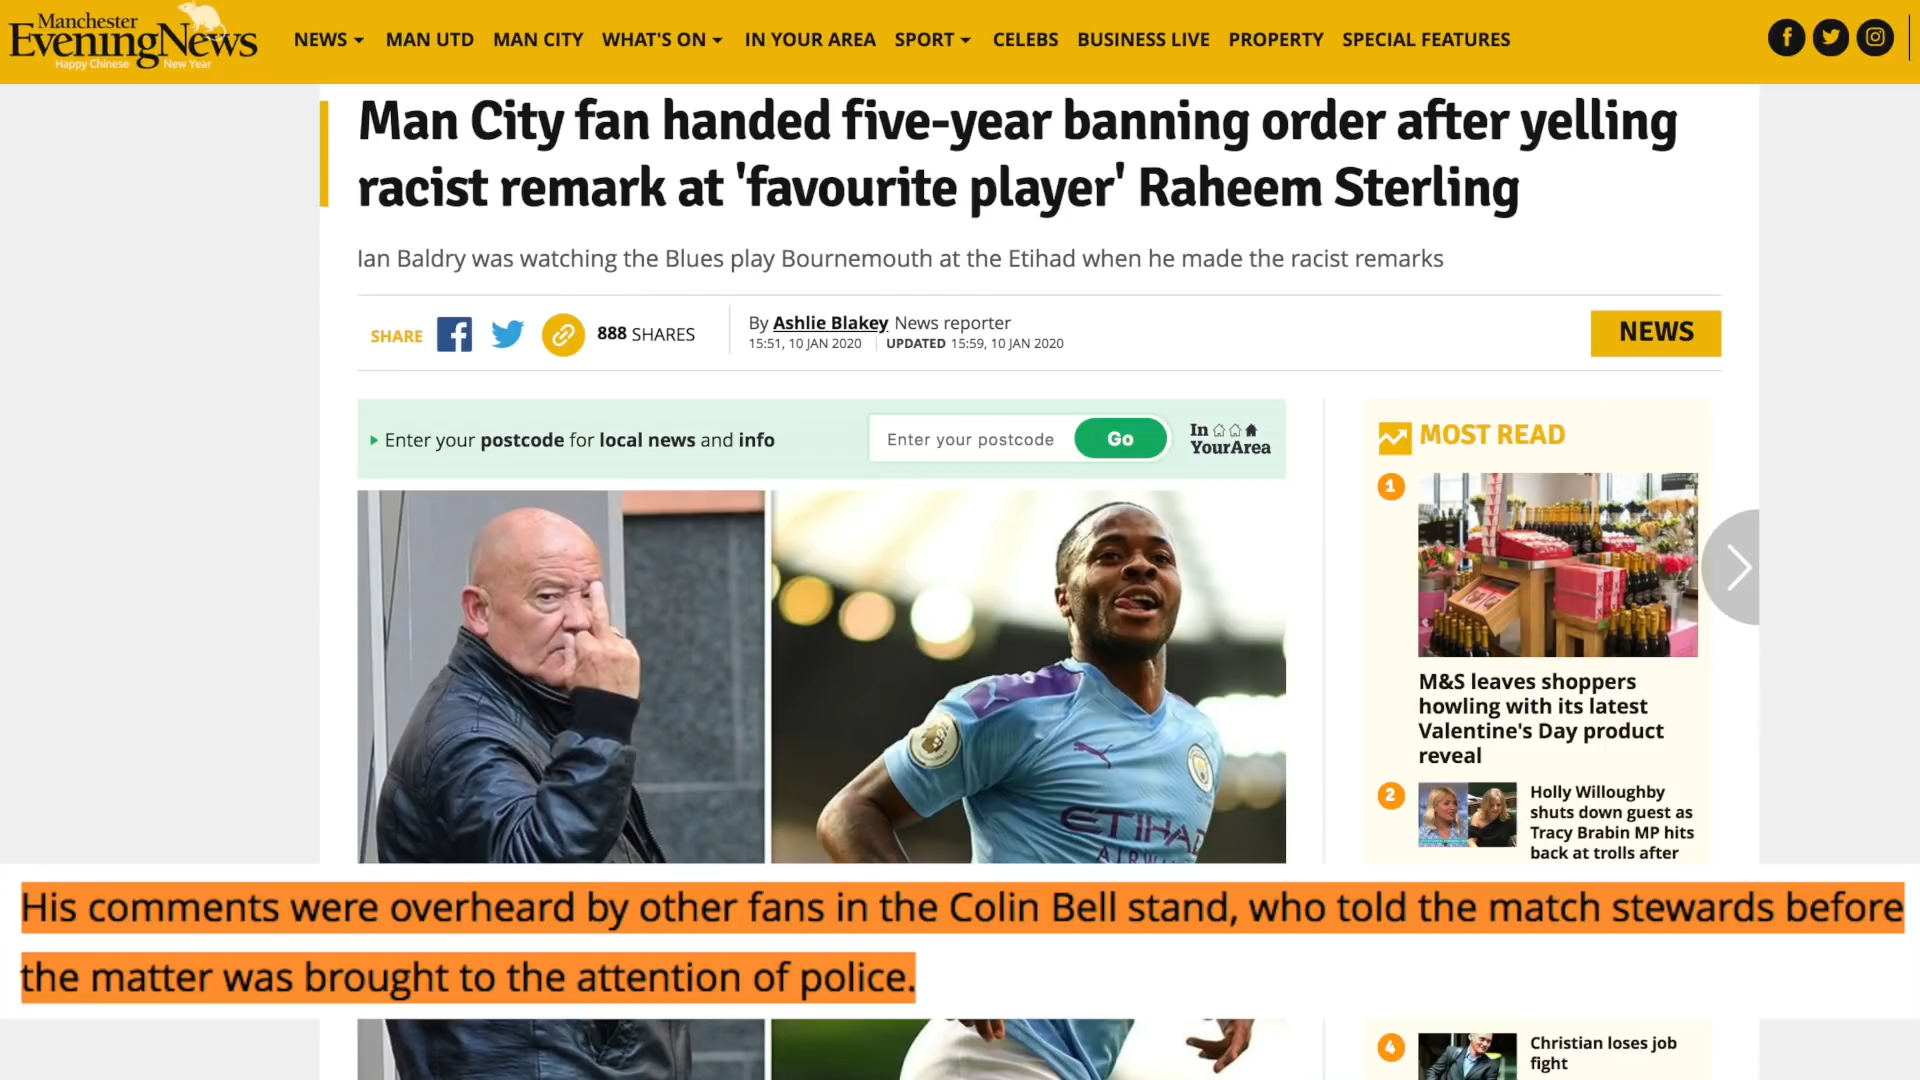 Manchester
EveningNews
Happy Chinese New Year
NEWS
MAN UTD
MAN CITY
WHAT'S ON
IN YOUR AREA
SPORT
CELEBS
BUSINESS LIVE
PROPERTY
SPECIAL FEATURES
Man City fan handed five-year banning order after yelling
racist remark at 'favourite player' Raheem Sterling
Ian Baldry was watching the Blues play Bournemouth at the Etihad when he made the racist remarks
SHARE
888 SHARES
By Ashlie Blakey News reporter
15:51, 10 JAN 2020 UPDATED 15:59, 10 JAN 2020
NEWS
Enter your postcode for local news and info
Enter your postcode
Go
In
YourArea
MOST READ
1
M&S leaves shoppers
howling with its latest
Valentine's Day product
reveal
2
Holly Willoughby
shuts down guest as
Tracy Brabin MP hits
back at trolls after
ETIHAD
AIRWAYS
His comments were overheard by other fans in the Colin Bell stand, who told the match stewards before
the matter was brought to the attention of police.
4
Christian loses job
fight